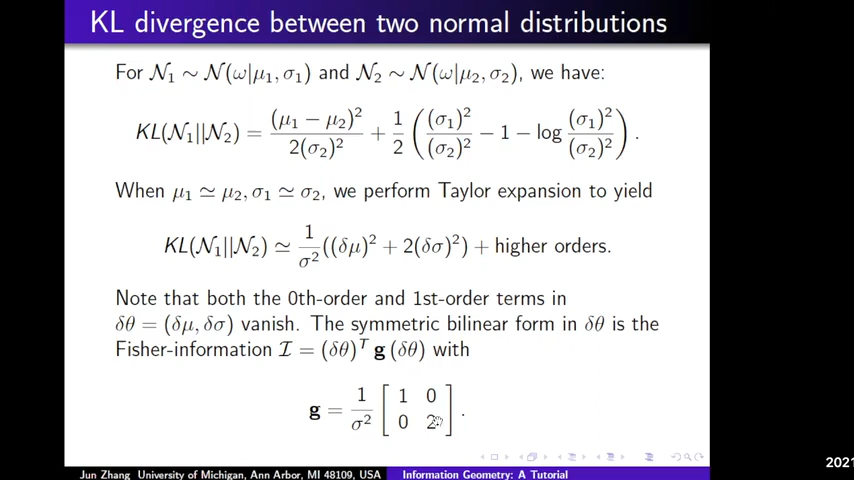 KL divergence between two normal distributions
For 𝒩₁ ∼ 𝒩(ω|μ₁, σ₁) and 𝒩₂ ∼ 𝒩(ω|μ₂, σ₂), we have:
KL(𝒩₁||𝒩₂) = (μ₁ − μ₂)² / 2(σ₂)² + 1/2 ( (σ₁)²/(σ₂)² − 1 − log (σ₁)²/(σ₂)² ) .
When μ₁ ≃ μ₂, σ₁ ≃ σ₂, we perform Taylor expansion to yield
KL(𝒩₁||𝒩₂) ≃ 1/σ² ((δμ)² + 2(δσ)²) + higher orders.
Note that both the 0th-order and 1st-order terms in
δθ = (δμ, δσ) vanish. The symmetric bilinear form in δθ is the
Fisher-information ℐ = (δθ)ᵀ g (δθ) with
g = 1/σ² [ 1 0
0 2 ] .
Jun Zhang University of Michigan, Ann Arbor, MI 48109, USA Information Geometry: A Tutorial
2021